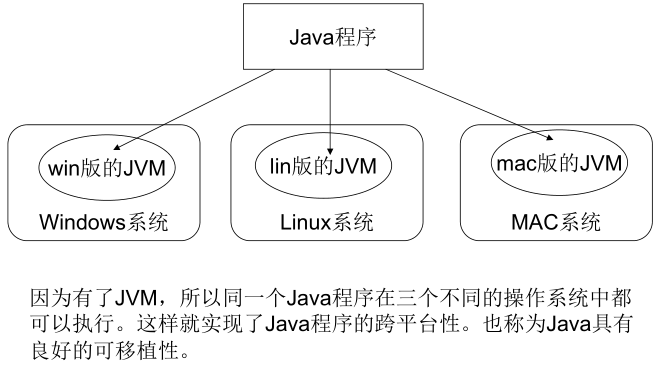 Java程序
win版的JVM
lin版的JVM
mac版的JVM
Windows系统
Linux系统
MAC系统
因为有了JVM，所以同一个Java程序在三个不同的操作系统中都
可以执行。这样就实现了Java程序的跨平台性。也称为Java具有
良好的可移植性。